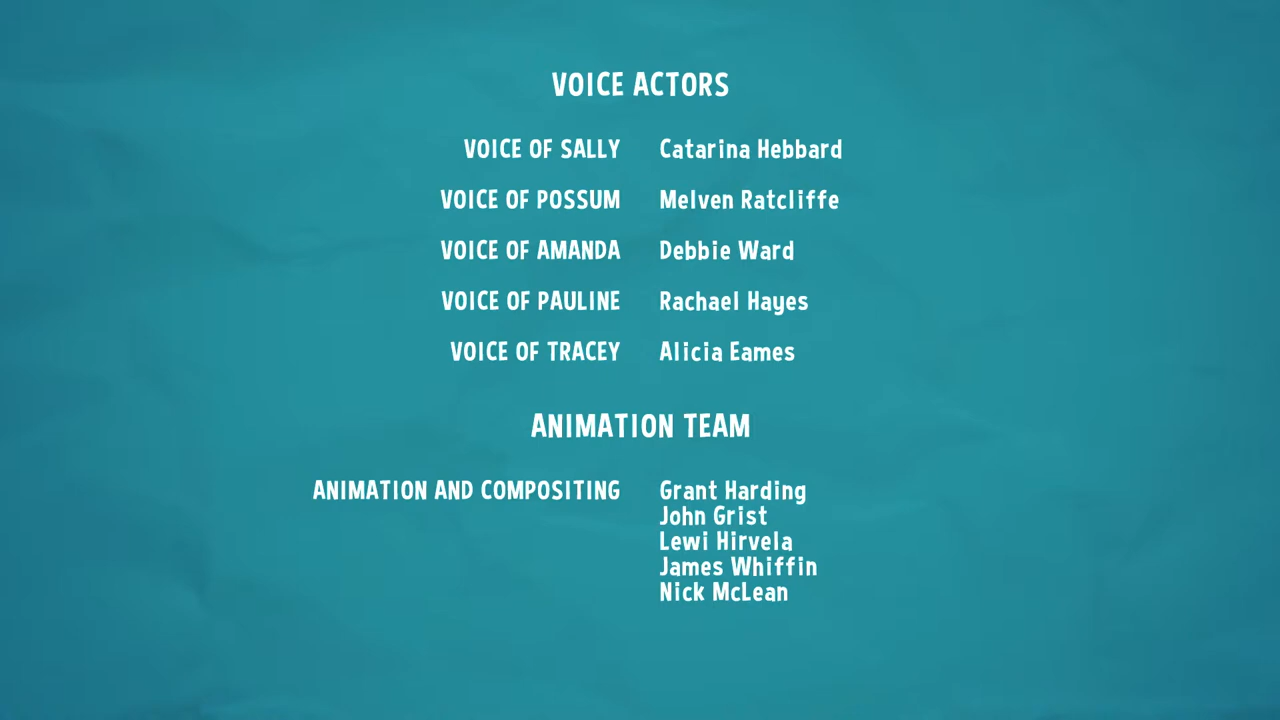 VOICE ACTORS
VOICE OF SALLY Catarina Hebbard
VOICE OF POSSUM Melven Ratcliffe
VOICE OF AMANDA Debbie Ward
VOICE OF PAULINE Rachael Hayes
VOICE OF TRACEY Alicia Eames
ANIMATION TEAM
ANIMATION AND COMPOSITING Grant Harding
John Grist
Lewi Hirvela
James Whiffin
Nick McLean